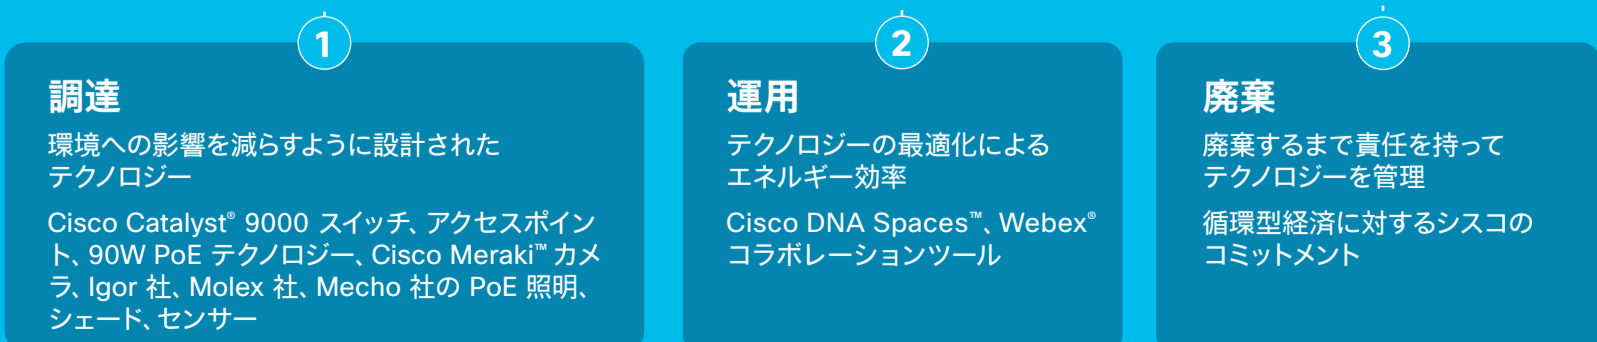 1
調達
環境への影響を減らすように設計された
テクノロジー
Cisco Catalyst® 9000 スイッチ、アクセスポイン
ト、90W PoE テクノロジー、Cisco Meraki™ カメ
ラ、Igor 社、Molex 社、Mecho 社の PoE 照明、
シェード、センサー
2
運用
テクノロジーの最適化による
エネルギー効率
Cisco DNA Spaces™、Webex®
コラボレーションツール
3
廃棄
廃棄するまで責任を持って
テクノロジーを管理
循環型経済に対するシスコの
コミットメント